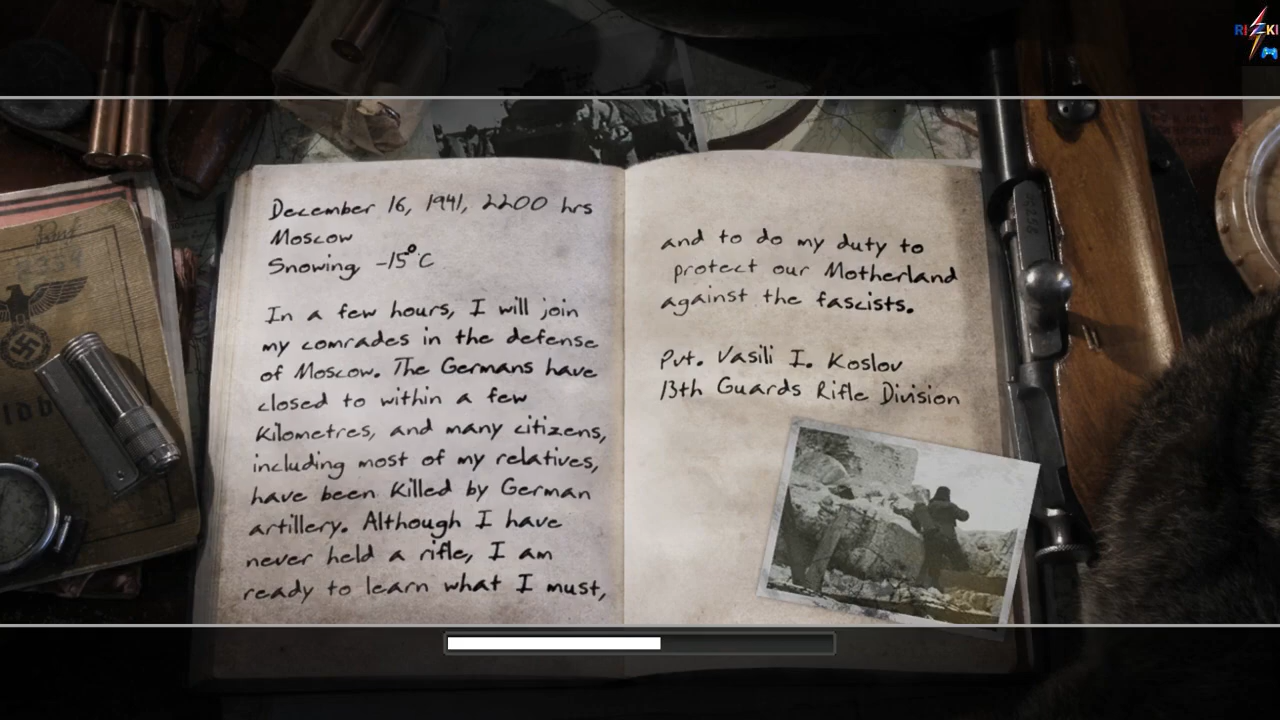 RIZKI
December 16, 1941, 2200 hrs
Moscow
Snowing -15°C
In a few hours, I will join
my comrades in the defense
of Moscow. The Germans have
closed to within a few
Kilometres, and many citizens,
including most of my relatives,
have been killed by German
artillery. Although I have
never held a rifle, I am
ready to learn what I must,
and to do my duty to
protect our Motherland
against the fascists.
Pvt. Vasili I. Koslov
13th Guards Rifle Division